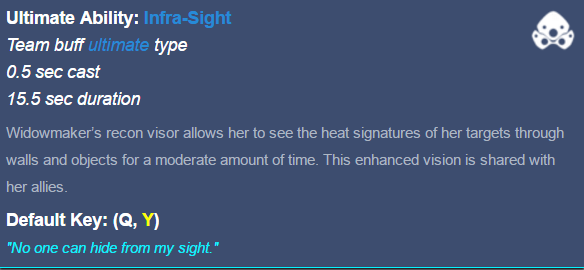 Ultimate Ability: Infra-Sight
Team buff ultimate type
0.5 sec cast
15.5 sec duration
Widowmaker's recon visor allows her to see the heat signatures of her targets through
walls and objects for a moderate amount of time. This enhanced vision is shared with
her allies.
Default Key: (Q, Y)
"No one can hide from my sight."